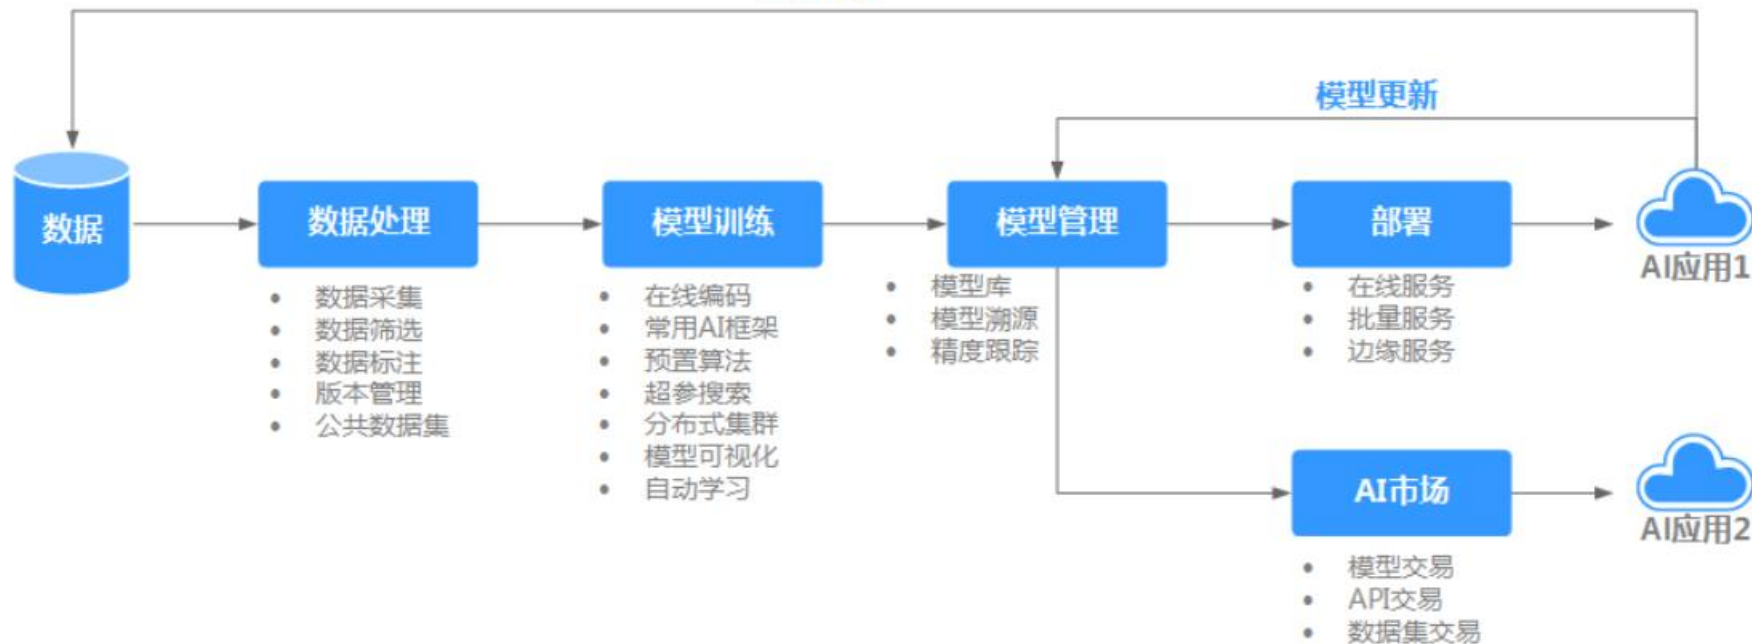 模型更新
数据
数据处理
模型训练
模型管理
部署
AI应用1
数据采集
数据筛选
数据标注
版本管理
公共数据集
在线编码
常用AI框架
预置算法
超参搜索
分布式集群
模型可视化
自动学习
模型库
模型溯源
精度跟踪
在线服务
批量服务
边缘服务
AI市场
AI应用2
模型交易
API交易
数据集交易